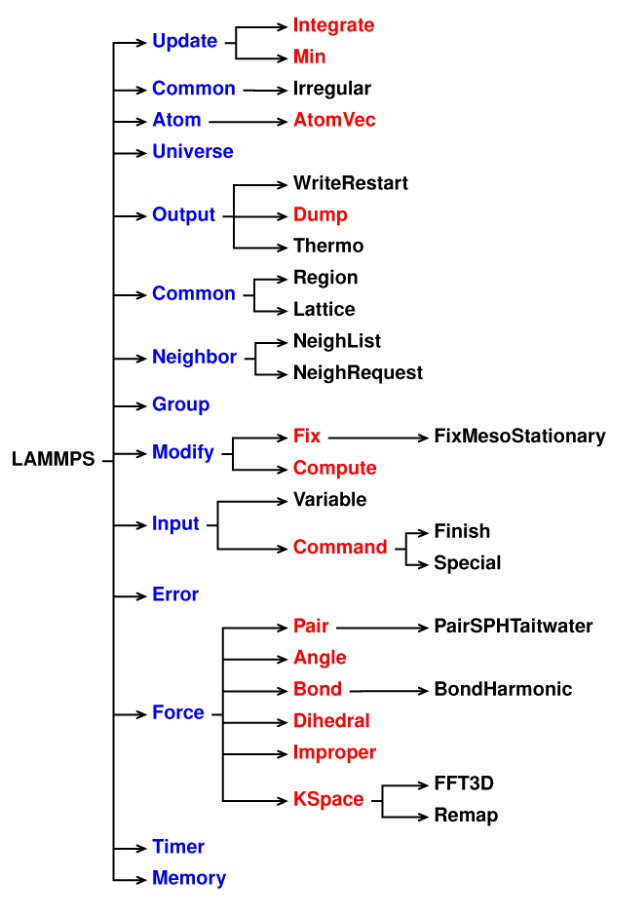 Integrate
Update
Min
Common
Irregular
Atom
AtomVec
Universe
WriteRestart
Output
Dump
Thermo
Region
Common
Lattice
NeighList
Neighbor
NeighRequest
Group
Fix
FixMesoStationary
Modify
LAMMPS
Compute
Variable
Input
Finish
Command
Special
Error
Pair
PairSPHTaitwater
Angle
Bond
BondHarmonic
Force
Dihedral
Improper
FFT3D
KSpace
Remap
Timer
Memory